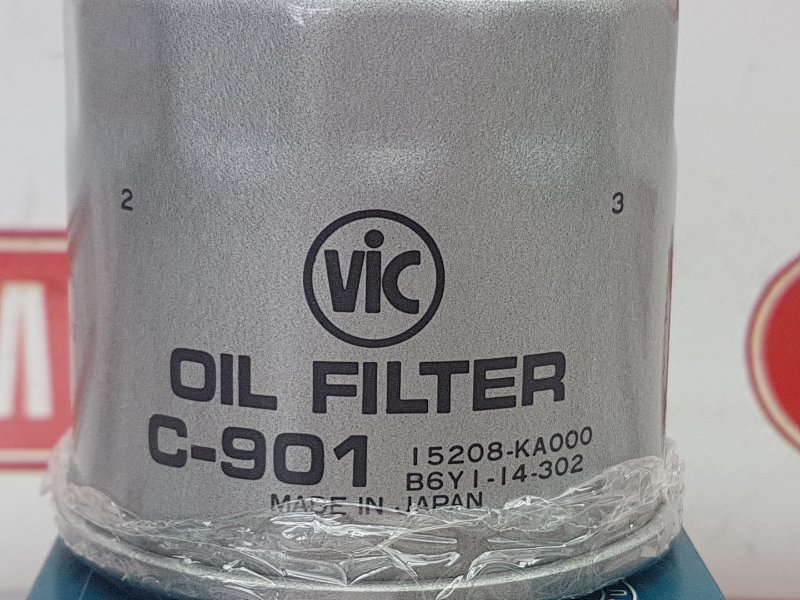 2 3
VIC
OIL FILTER
C-901
15208-KA000
B6Y1-14-302
MADE IN JAPAN